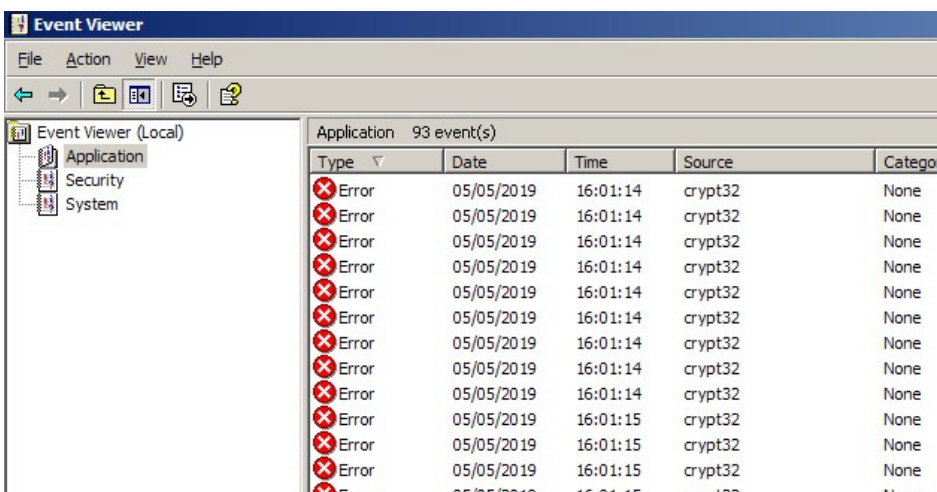 Event Viewer
File Action View Help
Event Viewer (Local)
Application
Security
System
Application 93 event(s)
Type Date Time Source Catego
Error 05/05/2019 16:01:14 crypt32 None
Error 05/05/2019 16:01:14 crypt32 None
Error 05/05/2019 16:01:14 crypt32 None
Error 05/05/2019 16:01:14 crypt32 None
Error 05/05/2019 16:01:14 crypt32 None
Error 05/05/2019 16:01:14 crypt32 None
Error 05/05/2019 16:01:14 crypt32 None
Error 05/05/2019 16:01:14 crypt32 None
Error 05/05/2019 16:01:14 crypt32 None
Error 05/05/2019 16:01:15 crypt32 None
Error 05/05/2019 16:01:15 crypt32 None
Error 05/05/2019 16:01:15 crypt32 None